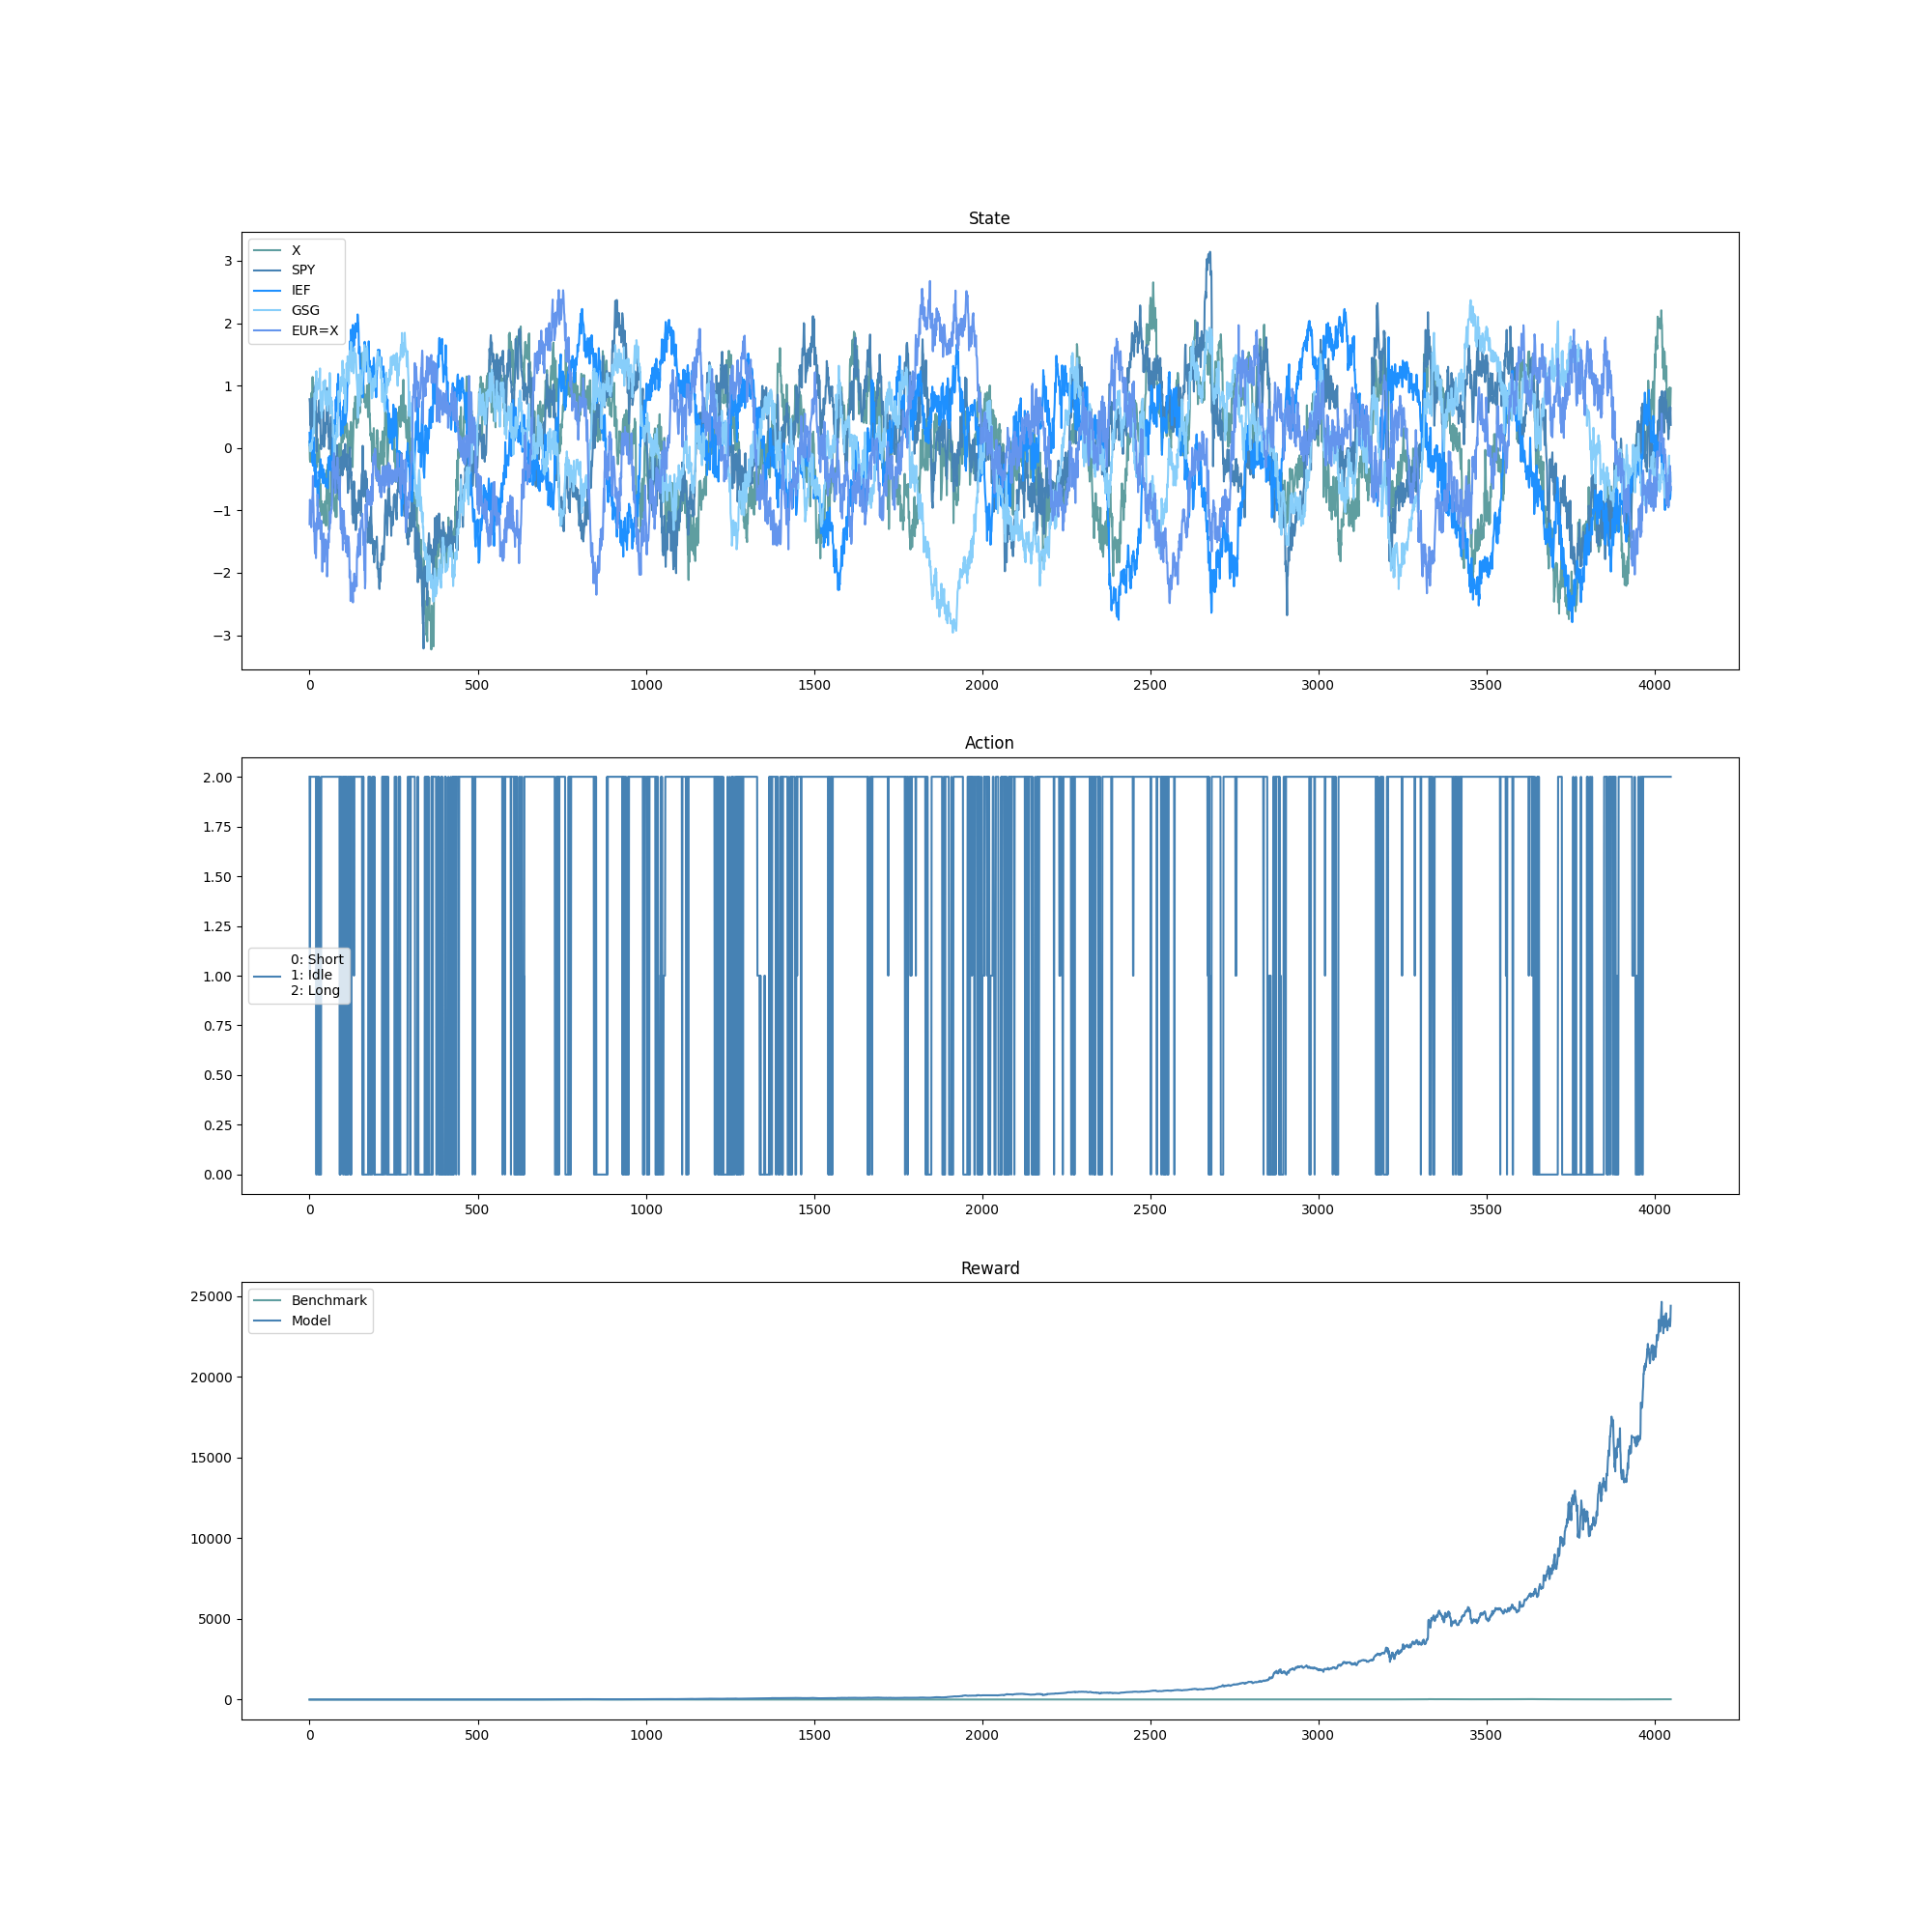 State
X
SPY
IEF
GSG
EUR=X
3
2
1
0
−1
−2
−3
0 500 1000 1500 2000 2500 3000 3500 4000
Action
2.00
1.75
1.50
1.25
1.00
0.75
0.50
0.25
0.00
0: Short
1: Idle
2: Long
0 500 1000 1500 2000 2500 3000 3500 4000
Reward
Benchmark
Model
25000
20000
15000
10000
5000
0
0 500 1000 1500 2000 2500 3000 3500 4000